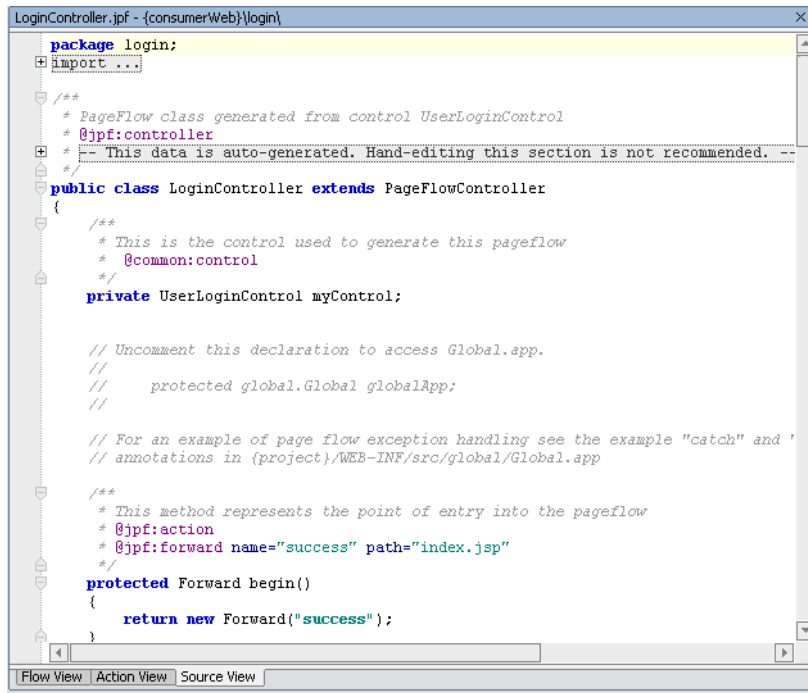 LoginController.jpf - {consumerWeb}\login\
package login;
import ...
/**
* PageFlow class generated from control UserLoginControl
* @jpf:controller
* -- This data is auto-generated. Hand-editing this section is not recommended. --
*/
public class LoginController extends PageFlowController
{
/**
* This is the control used to generate this pageflow
* @common:control
*/
private UserLoginControl myControl;
// Uncomment this declaration to access Global.app.
//
// protected global.Global globalApp;
//
// For an example of page flow exception handling see the example "catch" and '
// annotations in {project}/WEB-INF/src/global/Global.app
/**
* This method represents the point of entry into the pageflow
* @jpf:action
* @jpf:forward name="success" path="index.jsp"
*/
protected Forward begin()
{
return new Forward("success");
}
Flow View Action View Source View